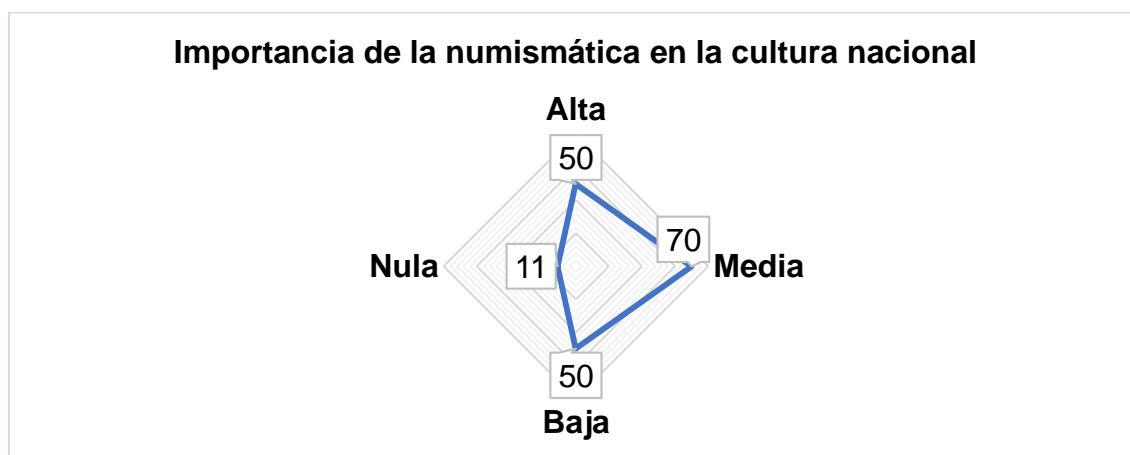 Importancia de la numismática en la cultura nacional
Alta
50
70
Nula
11
Media
50
Baja